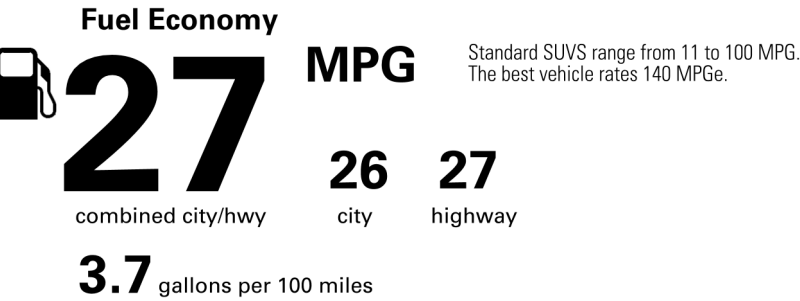 Fuel Economy
27
MPG
Standard SUVS range from 11 to 100 MPG.
The best vehicle rates 140 MPGe.
26 27
combined city/hwy city highway
3.7 gallons per 100 miles